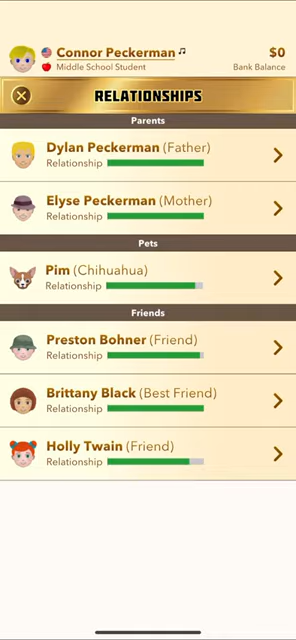 Connor Peckerman
$0
Middle School Student
Bank Balance
RELATIONSHIPS
Parents
Dylan Peckerman (Father)
Relationship
Elyse Peckerman (Mother)
Relationship
Pets
Pim (Chihuahua)
Relationship
Friends
Preston Bohner (Friend)
Relationship
Brittany Black (Best Friend)
Relationship
Holly Twain (Friend)
Relationship